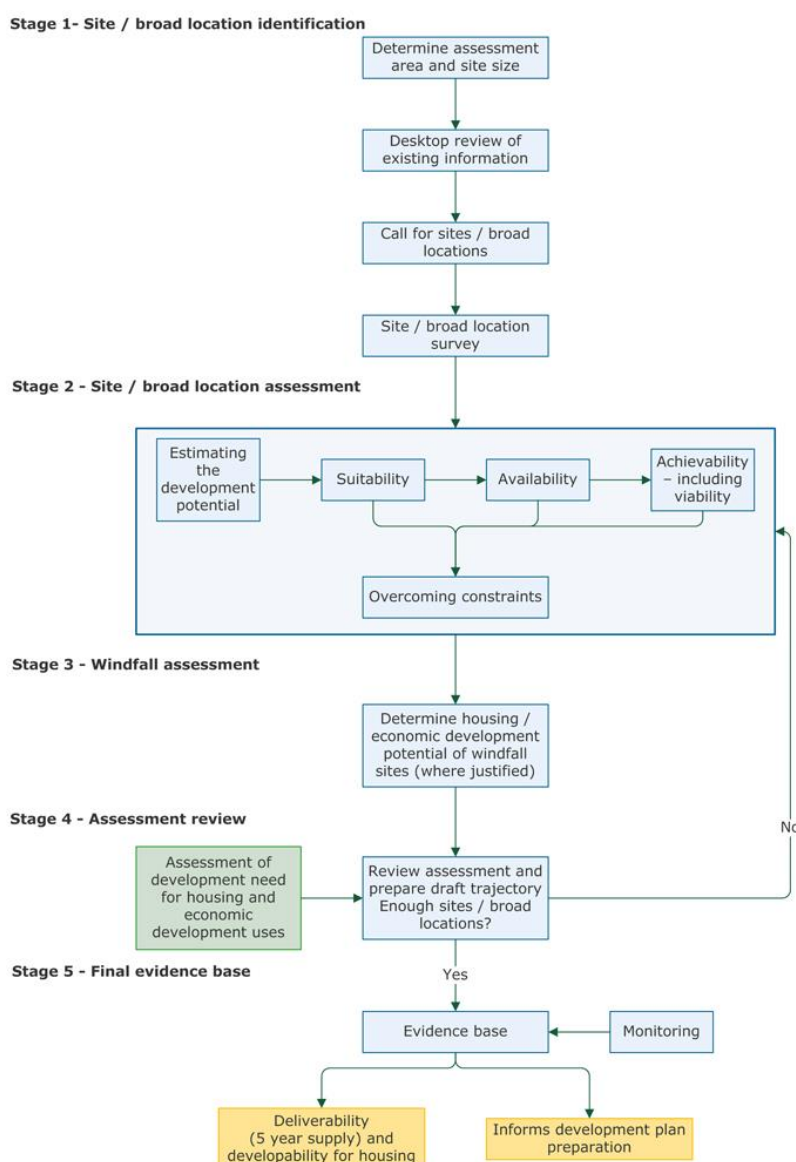 Stage 1- Site / broad location identification
Determine assessment
area and site size
Desktop review of
existing information
Call for sites / broad
locations
Site / broad location
survey
Stage 2 - Site / broad location assessment
Estimating
the
development
potential
Suitability
Availability
Achievability
– including
viability
Overcoming constraints
Stage 3 - Windfall assessment
Determine housing /
economic development
potential of windfall
sites (where justified)
Stage 4 - Assessment review
No
Assessment of
development need
for housing and
economic
development uses
Review assessment and
prepare draft trajectory
Enough sites / broad
locations?
Stage 5 - Final evidence base
Yes
Evidence base
Monitoring
Deliverability
(5 year supply) and
developability for housing
Informs development plan
preparation